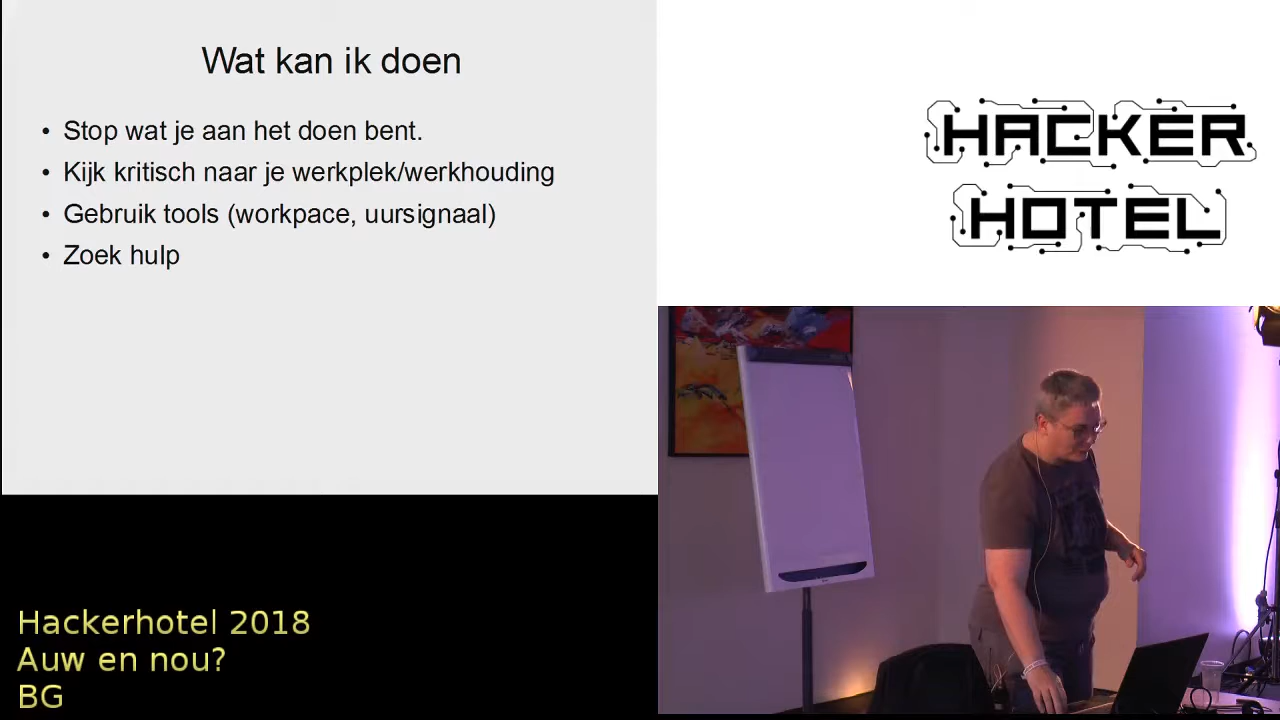 Wat kan ik doen
• Stop wat je aan het doen bent.
• Kijk kritisch naar je werkplek/werkhouding
• Gebruik tools (workpace, uursignaal)
• Zoek hulp
HACKER
HOTEL
Hackerhotel 2018
Auw en nou?
BG